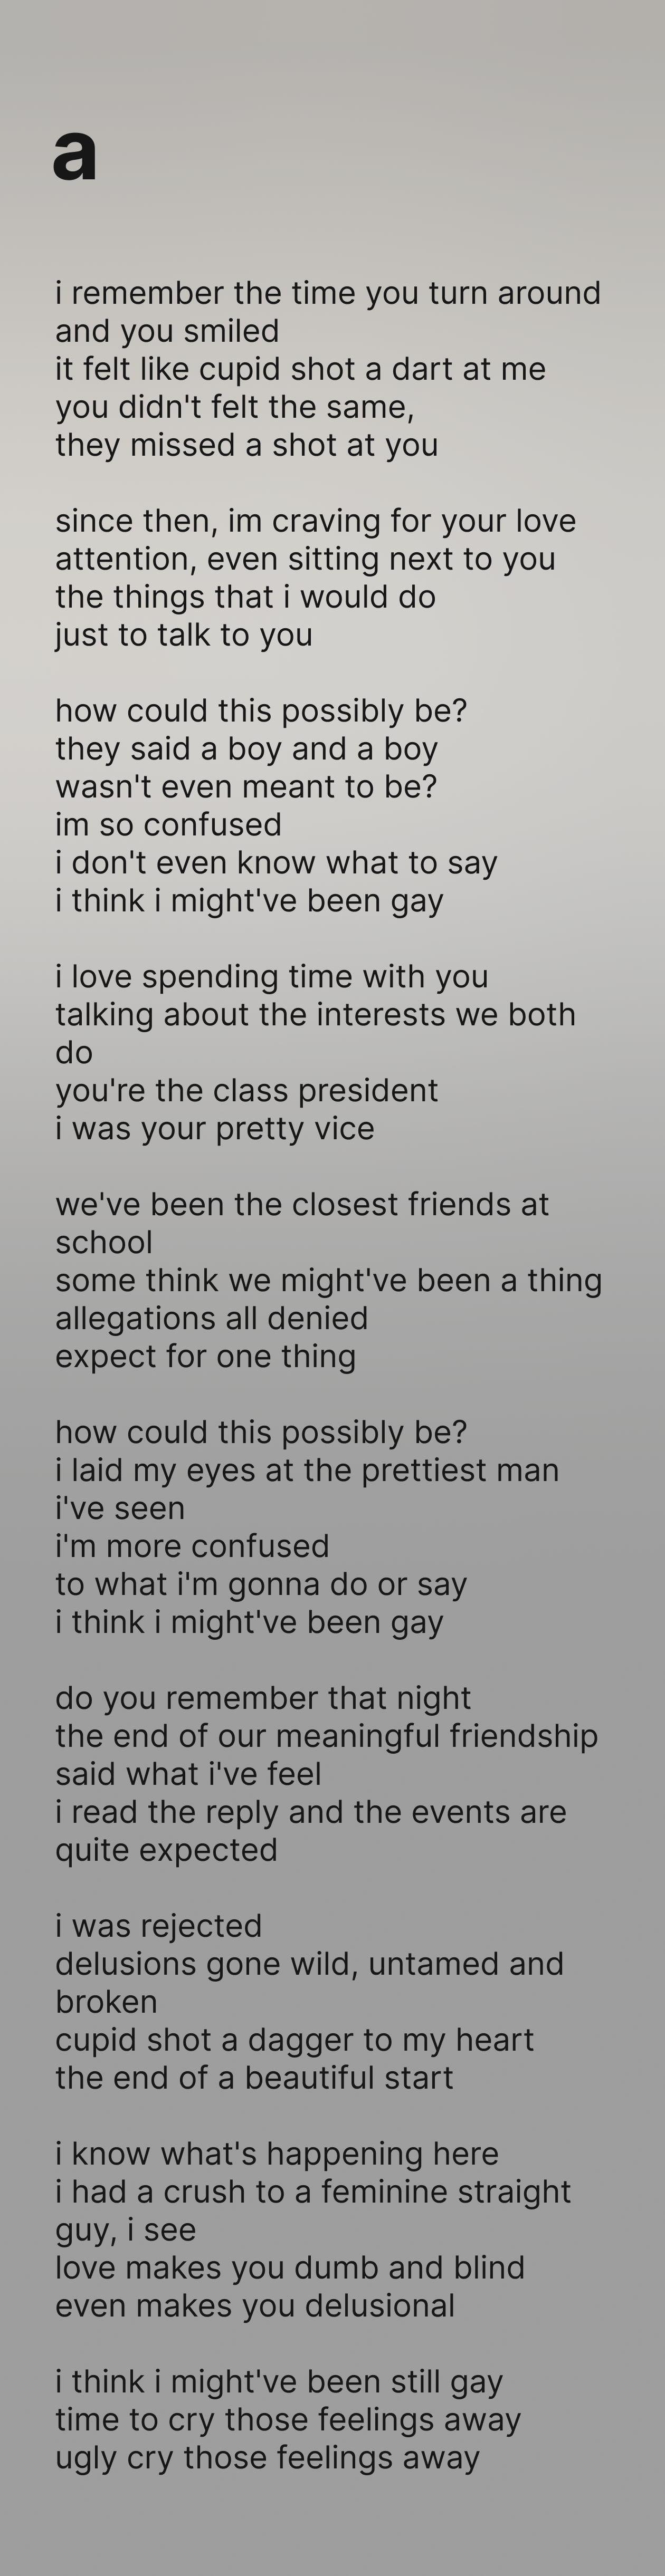 a
i remember the time you turn around
and you smiled
it felt like cupid shot a dart at me
you didn't felt the same,
they missed a shot at you
since then, im craving for your love
attention, even sitting next to you
the things that i would do
just to talk to you
how could this possibly be?
they said a boy and a boy
wasn't even meant to be?
im so confused
i don't even know what to say
i think i might've been gay
i love spending time with you
talking about the interests we both
do
you're the class president
i was your pretty vice
we've been the closest friends at
school
some think we might've been a thing
allegations all denied
expect for one thing
how could this possibly be?
i laid my eyes at the prettiest man
i've seen
i'm more confused
to what i'm gonna do or say
i think i might've been gay
do you remember that night
the end of our meaningful friendship
said what i've feel
i read the reply and the events are
quite expected
i was rejected
delusions gone wild, untamed and
broken
cupid shot a dagger to my heart
the end of a beautiful start
i know what's happening here
i had a crush to a feminine straight
guy, i see
love makes you dumb and blind
even makes you delusional
i think i might've been still gay
time to cry those feelings away
ugly cry those feelings away